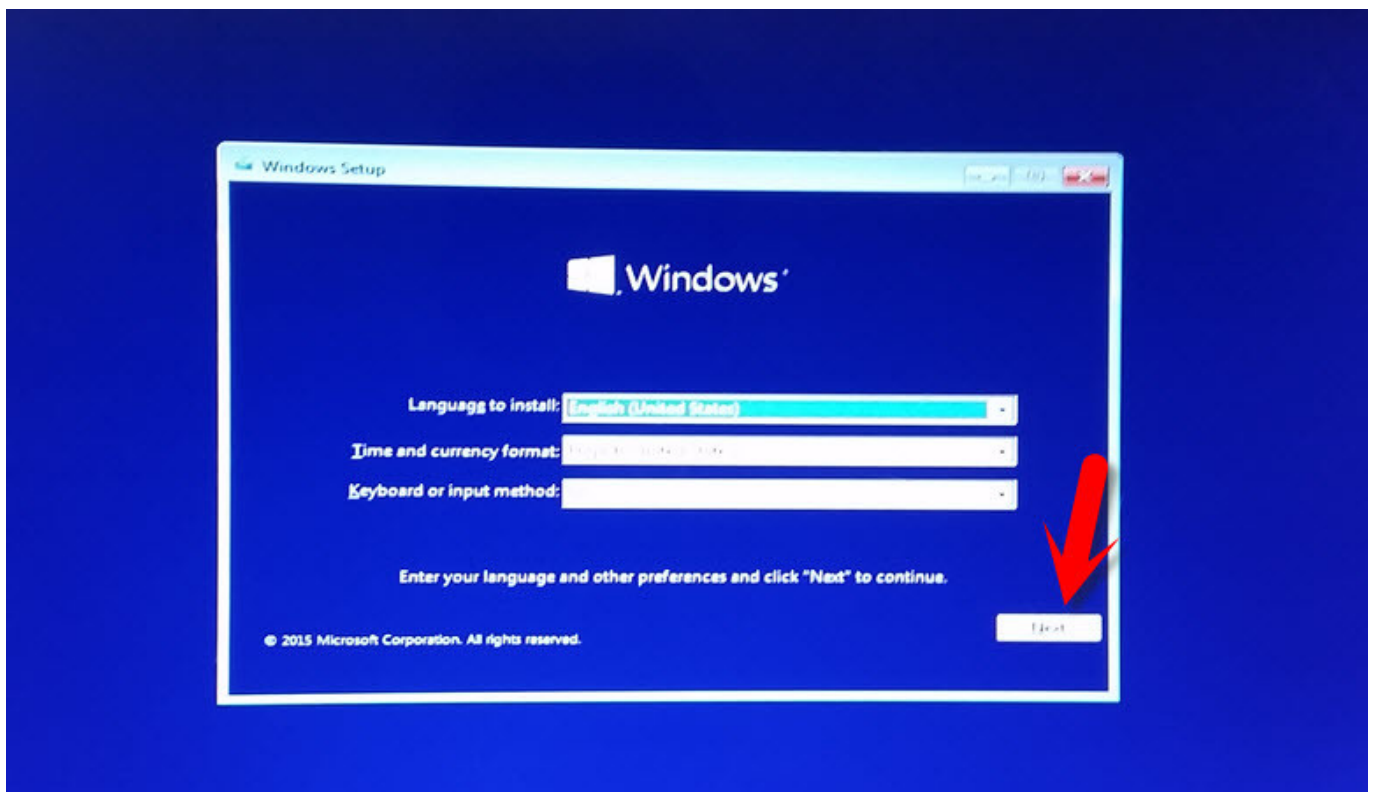 Windows Setup
Windows
Language to install: English (United States)
Time and currency format:
Keyboard or input method:
Enter your language and other preferences and click "Next" to continue.
Next
© 2015 Microsoft Corporation. All rights reserved.